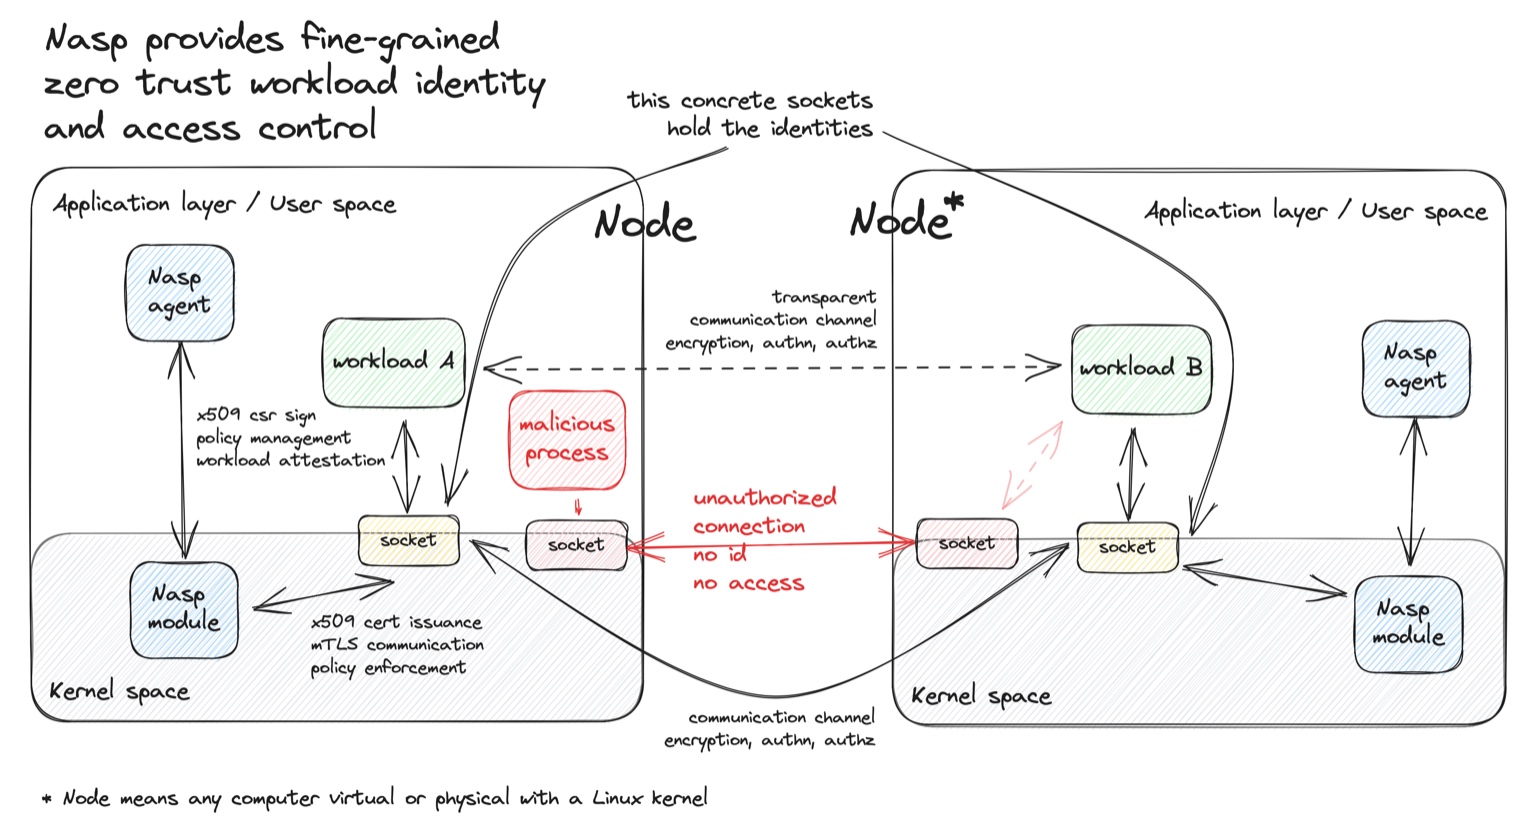 Nasp provides fine-grained
zero trust workload identity
and access control
this concrete sockets
hold the identities
Application layer / User space
Node
Node*
Application layer / User space
Nasp
agent
workload A
transparent
communication channel
encryption, authn, authz
workload B
Nasp
agent
x509 csr sign
policy management
workload attestation
malicious
process
unauthorized
connection
no id
no access
socket
socket
socket
socket
Nasp
module
x509 cert issuance
mTLS communication
policy enforcement
Nasp
module
Kernel space
Kernel space
communication channel
encryption, authn, authz
* Node means any computer virtual or physical with a Linux kernel